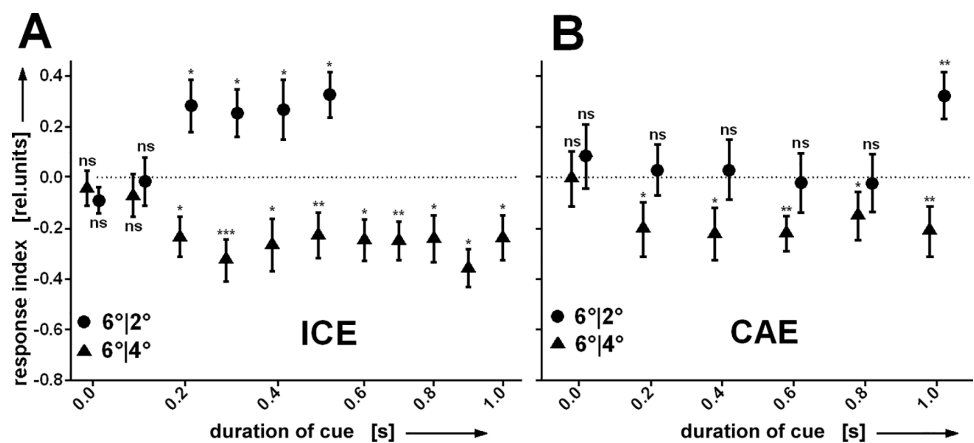 A
B
response index [rel.units]
0.4
0.2
0.0
-0.2
-0.4
-0.6
-0.8
ns
ns
ns
ns
*
*
*
*
*
***
*
**
*
**
*
*
*
6°|2°
6°|4°
ICE
0.0
0.2
0.4
0.6
0.8
1.0
duration of cue [s]
ns
ns
ns
ns
ns
ns
**
*
*
**
*
**
6°|2°
6°|4°
CAE
0.0
0.2
0.4
0.6
0.8
1.0
duration of cue [s]